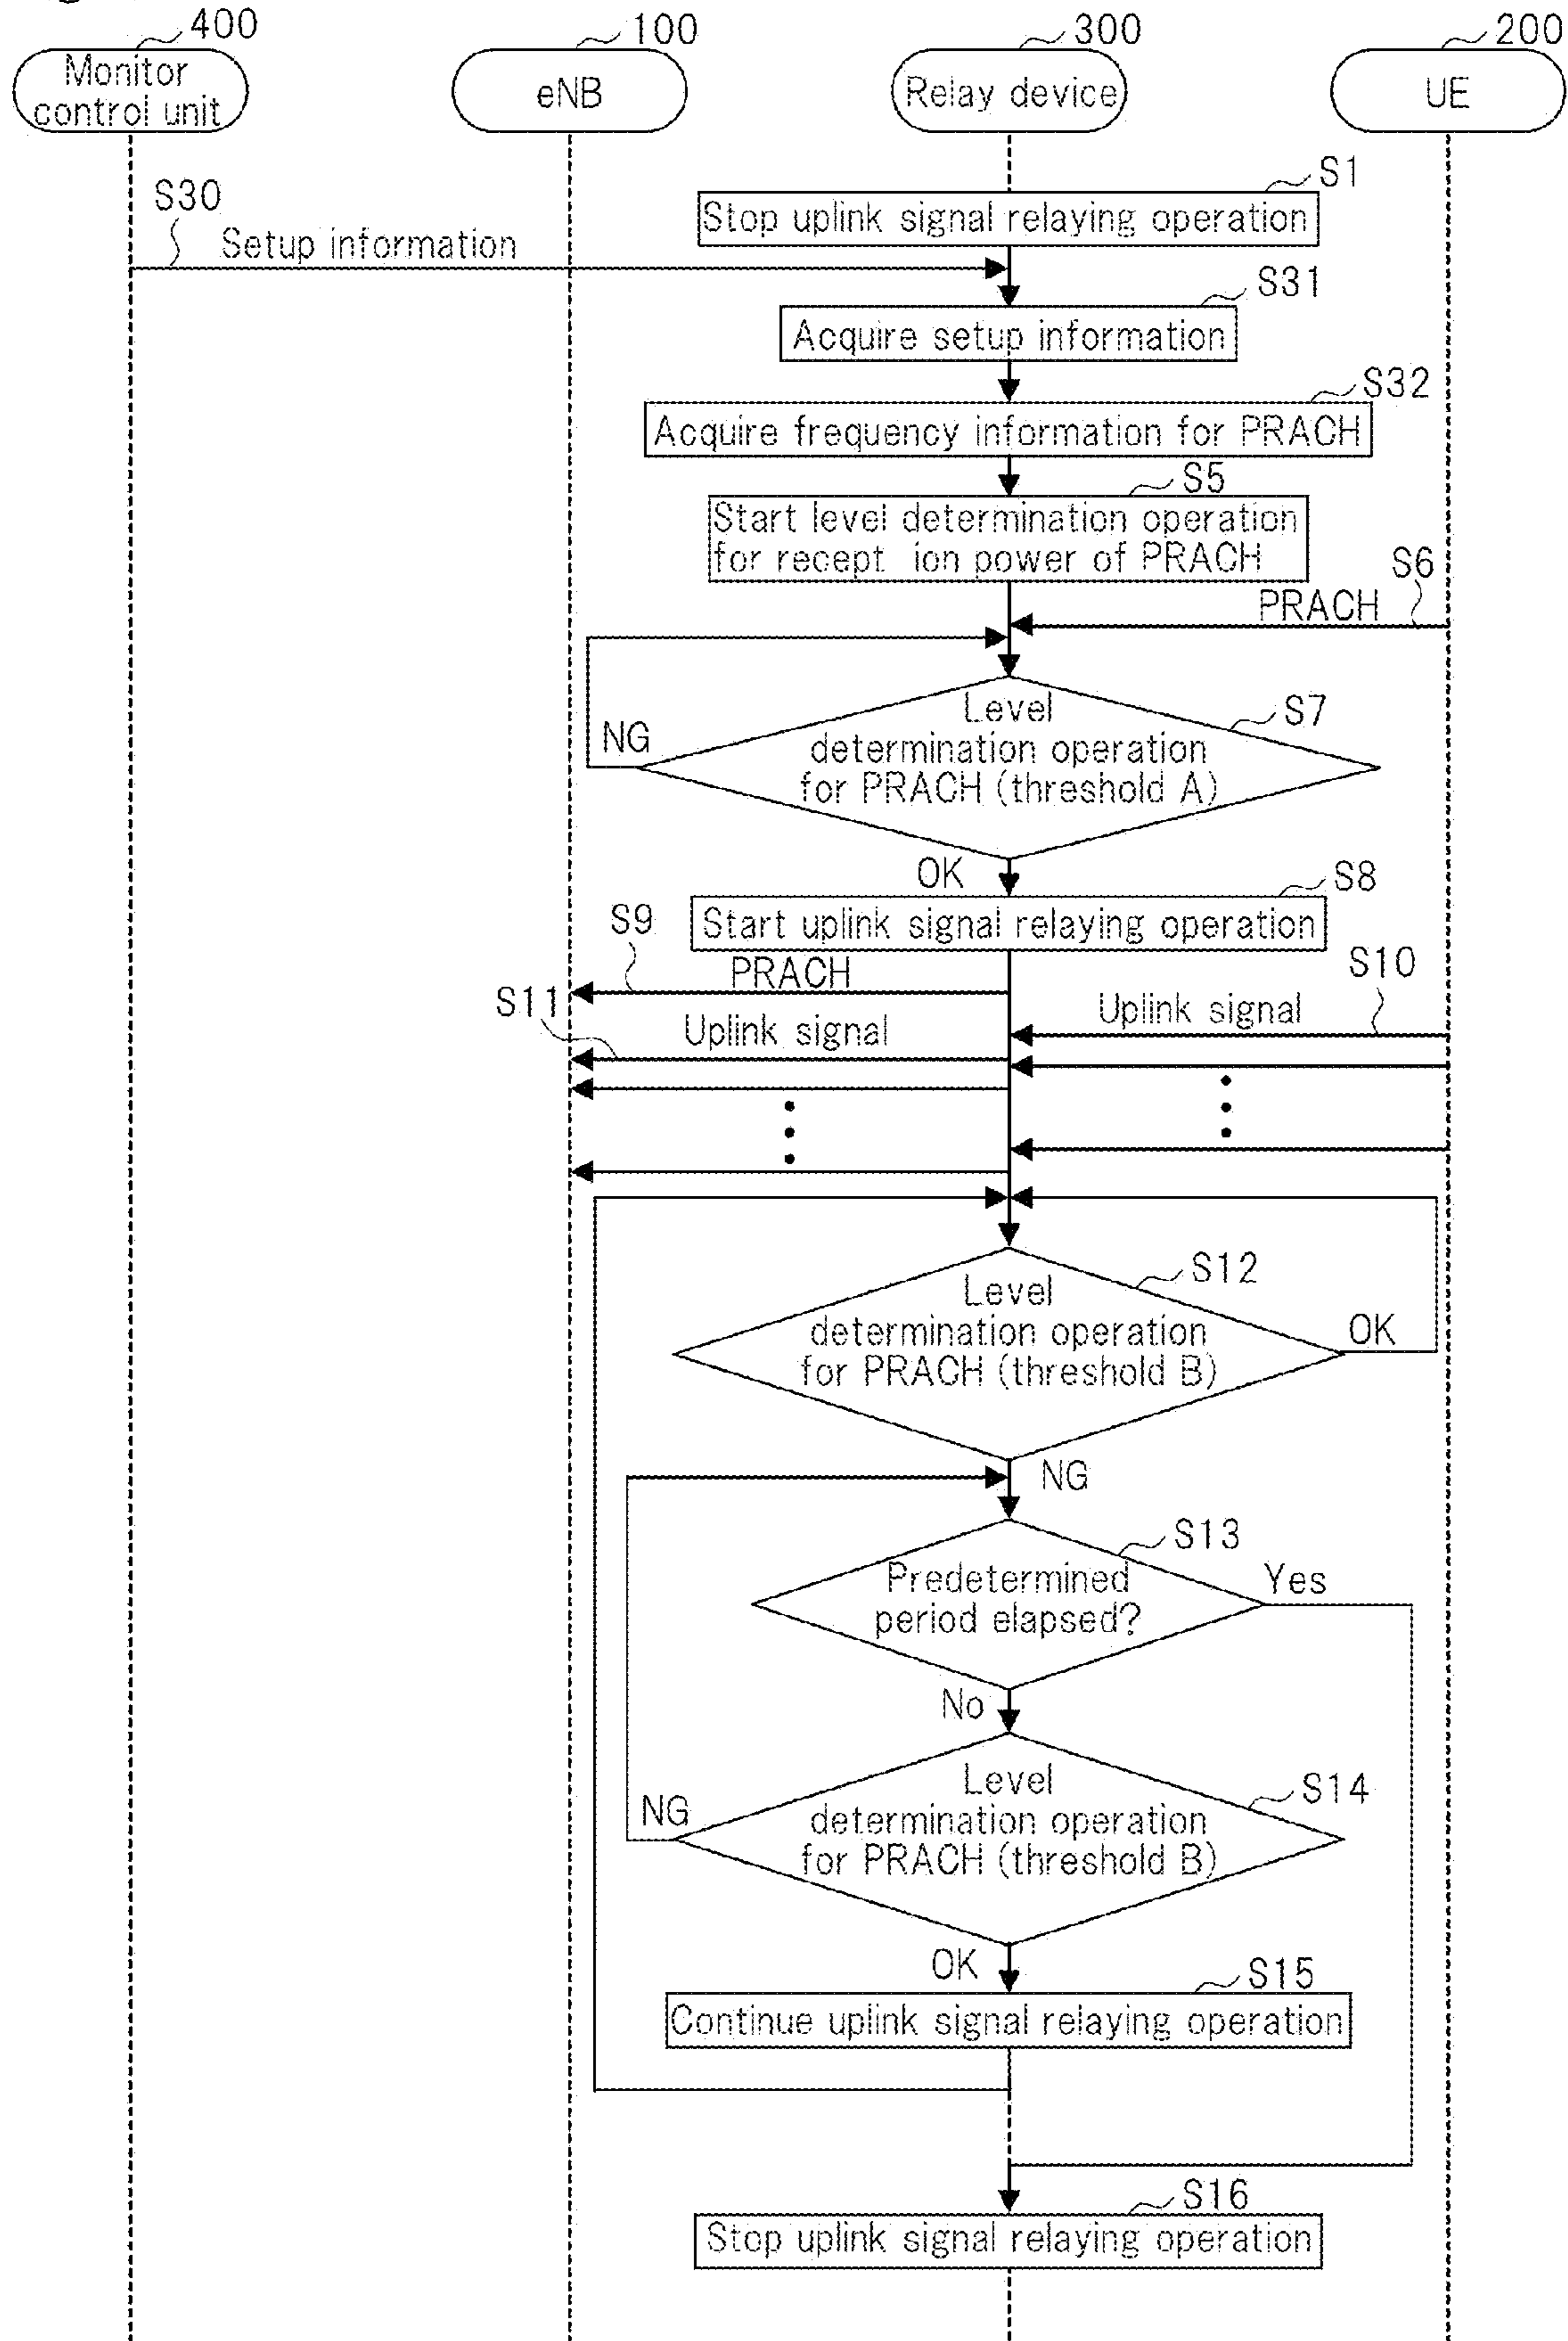 400
100
300
200
Monitor
control unit
eNB
Relay device
UE
S1
Stop uplink signal relaying operation
S30
Setup information
S31
Acquire setup information
S32
Acquire frequency information for PRACH
S5
Start level determination operation
for recept ion power of PRACH
S6
PRACH
S7
Level
determination operation
for PRACH (threshold A)
NG
OK
S8
Start uplink signal relaying operation
S9
PRACH
S10
Uplink signal
S11
Uplink signal
S12
Level
determination operation
for PRACH (threshold B)
OK
NG
S13
Predetermined
period elapsed?
Yes
No
S14
Level
determination operation
for PRACH (threshold B)
NG
OK
S15
Continue uplink signal relaying operation
S16
Stop uplink signal relaying operation